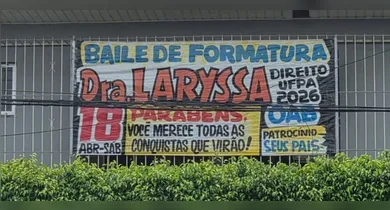 BAILE DE FORMATURA
Dra. LARYSSA
DIREITO
UFPA
2026
18
ABR-SAB
PARABÉNS,
VOCÊ MERECE TODAS AS
CONQUISTAS QUE VIRÃO!
OAB
PATROCÍNIO
SEUS PAIS